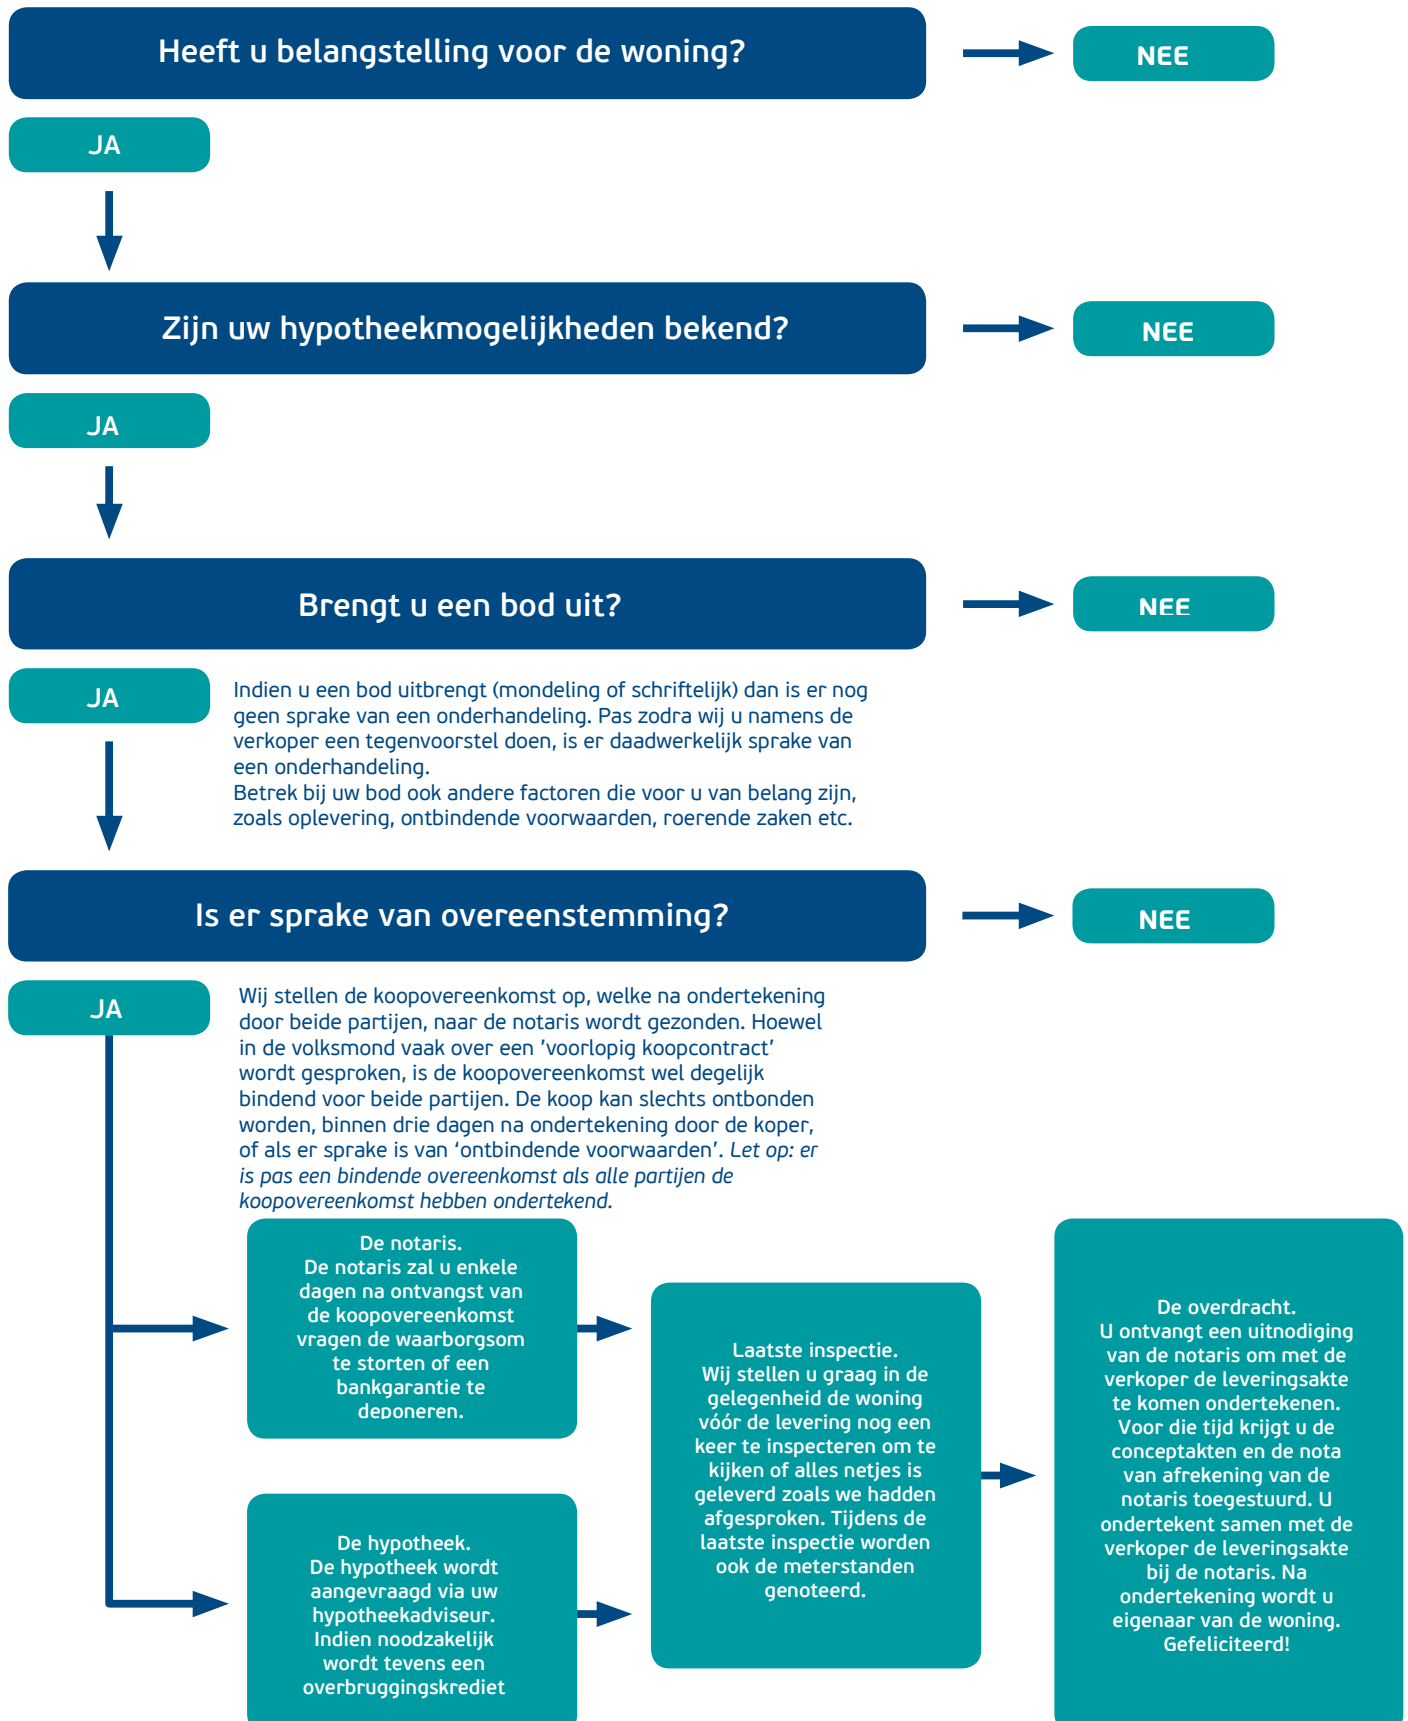 Heeft u belangstelling voor de woning?
NEE
JA
Zijn uw hypotheekmogelijkheden bekend?
NEE
JA
Brengt u een bod uit?
NEE
JA
Indien u een bod uitbrengt (mondeling of schriftelijk) dan is er nog
geen sprake van een onderhandeling. Pas zodra wij u namens de
verkoper een tegenvoorstel doen, is er daadwerkelijk sprake van
een onderhandeling.
Betrek bij uw bod ook andere factoren die voor u van belang zijn,
zoals oplevering, ontbindende voorwaarden, roerende zaken etc.
Is er sprake van overeenstemming?
NEE
JA
Wij stellen de koopovereenkomst op, welke na ondertekening
door beide partijen, naar de notaris wordt gezonden. Hoewel
in de volksmond vaak over een 'voorlopig koopcontract'
wordt gesproken, is de koopovereenkomst wel degelijk
bindend voor beide partijen. De koop kan slechts ontbonden
worden, binnen drie dagen na ondertekening door de koper,
of als er sprake is van ‘ontbindende voorwaarden’. Let op: er
is pas een bindende overeenkomst als alle partijen de
koopovereenkomst hebben ondertekend.
De notaris.
De notaris zal u enkele
dagen na ontvangst van
de koopovereenkomst
vragen de waarborgsom
te storten of een
bankgarantie te
deponeren.
De hypotheek.
De hypotheek wordt
aangevraagd via uw
hypotheekadviseur.
Indien noodzakelijk
wordt tevens een
overbruggingskrediet
Laatste inspectie.
Wij stellen u graag in de
gelegenheid de woning
vóór de levering nog een
keer te inspecteren om te
kijken of alles netjes is
geleverd zoals we hadden
afgesproken. Tijdens de
laatste inspectie worden
ook de meterstanden
genoteerd.
De overdracht.
U ontvangt een uitnodiging
van de notaris om met de
verkoper de leveringsakte
te komen ondertekenen.
Voor die tijd krijgt u de
conceptakten en de nota
van afrekening van de
notaris toegestuurd. U
ondertekent samen met de
verkoper de leveringsakte
bij de notaris. Na
ondertekening wordt u
eigenaar van de woning.
Gefeliciteerd!